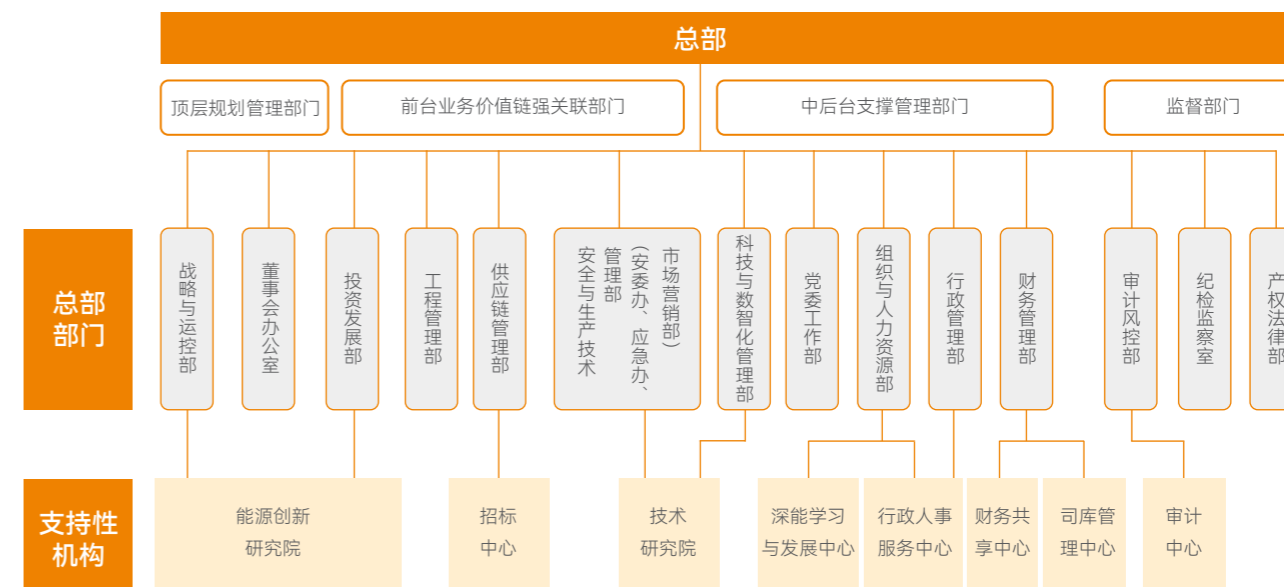 总部
顶层规划管理部门
前台业务价值链强关联部门
中后台支撑管理部门
监督部门
总部
部门
战略与运控部
董事会办公室
投资发展部
工程管理部
供应链管理部
安全与生产技术
管理部
（安委办、应急办、
市场营销部）
科技与数智化管理部
党委工作部
组织与人力资源部
行政管理部
财务管理部
审计风控部
纪检监察室
产权法律部
支持性
机构
能源创新
研究院
招标
中心
技术
研究院
深能学习
与发展中心
行政人事
服务中心
财务共
享中心
司库管
理中心
审计
中心